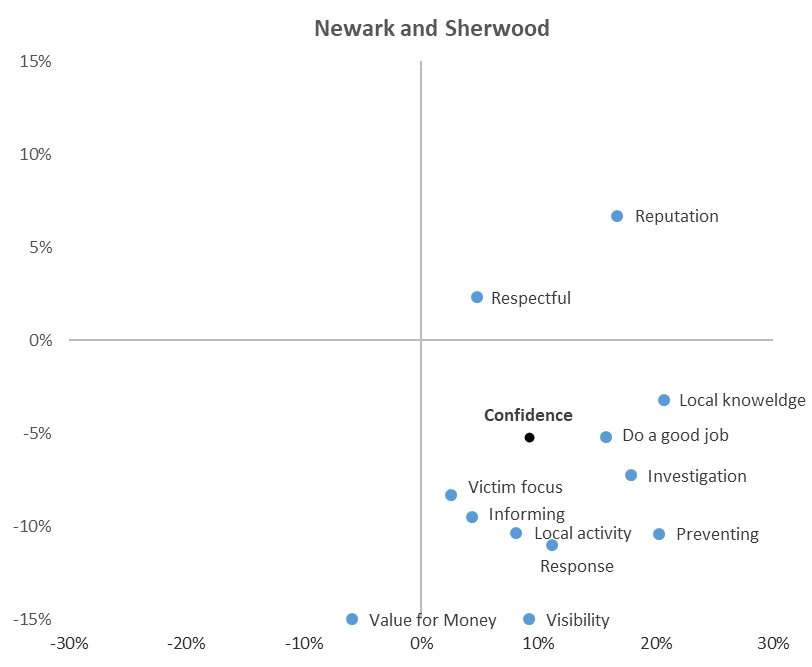 Newark and Sherwood
15%
10%
Reputation
5%
Respectful
0%
Local knoweldge
Confidence
-5%
Do a good job
Investigation
Victim focus
Informing
-10%
Local activity
Preventing
Response
-15%
Value for Money
Visibility
-30%
-20%
-10%
0%
10%
20%
30%